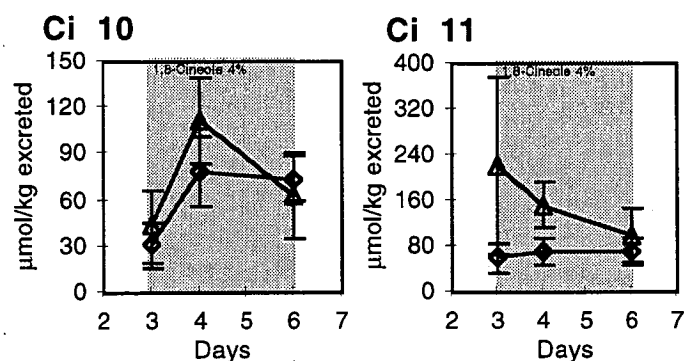 Ci 10
1,8-Cineole 4%
150
120
90
60
30
0
μmol/kg excreted
2 3 4 6 7
Days
Ci 11
1,8-Cineole 4%
400
320
240
160
80
0
μmol/kg excreted
2 3 4 6 7
Days